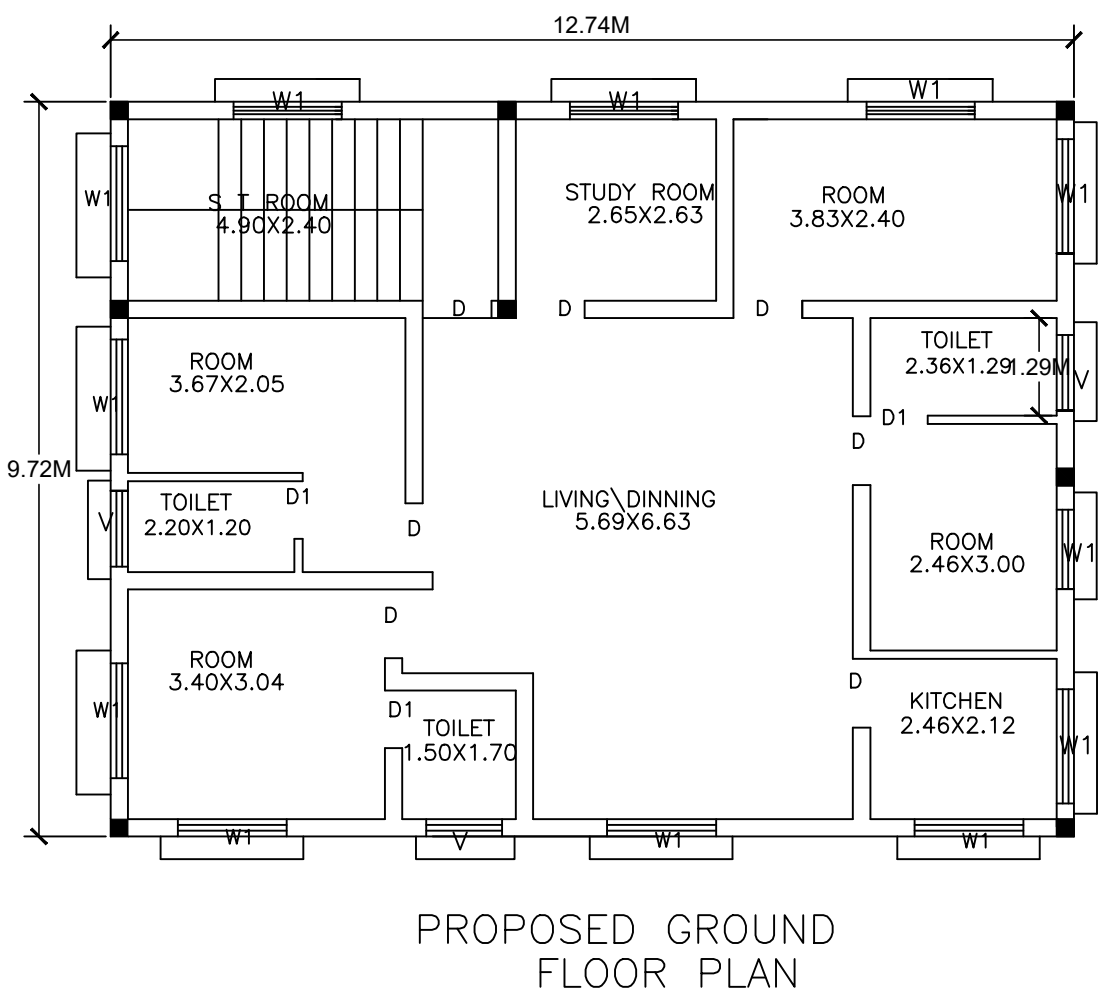 12.74M
W1
W1
W1
W1
S T ROOM
4.90X2.40
STUDY ROOM
2.65X2.63
ROOM
3.83X2.40
W1
D
D
D
ROOM
3.67X2.05
TOILET
2.36X1.29
1.29M
V
W1
D1
D
9.72M
TOILET
2.20X1.20
D1
V
D
LIVING\DINNING
5.69X6.63
ROOM
2.46X3.00
W1
D
ROOM
3.40X3.04
W1
D1
TOILET
1.50X1.70
D
KITCHEN
2.46X2.12
W1
W1
V
W1
W1
PROPOSED GROUND
FLOOR PLAN